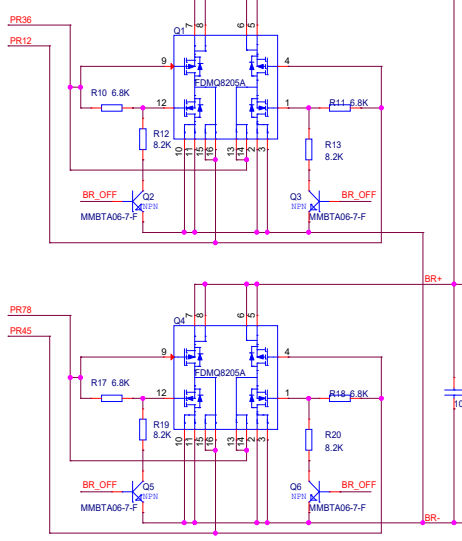 PR36
7 8 6 5
Q1
PR12
9 4
FDMQ8205A
R10 6.8K
12 1
R11 6.8K
R12
8.2K
R13
8.2K
10 11 15 16 13 14 2 3
BR_OFF
Q2
NPN
MMBTA06-7-F
Q3
NPN
BR_OFF
MMBTA06-7-F
BR+
PR78
7 8 6 5
Q4
PR45
9 4
FDMQ8205A
R17 6.8K
12 1
R18 6.8K
10
R19
8.2K
R20
8.2K
10 11 15 16 13 14 2 3
BR_OFF
Q5
NPN
MMBTA06-7-F
Q6
NPN
BR_OFF
MMBTA06-7-F
BR-